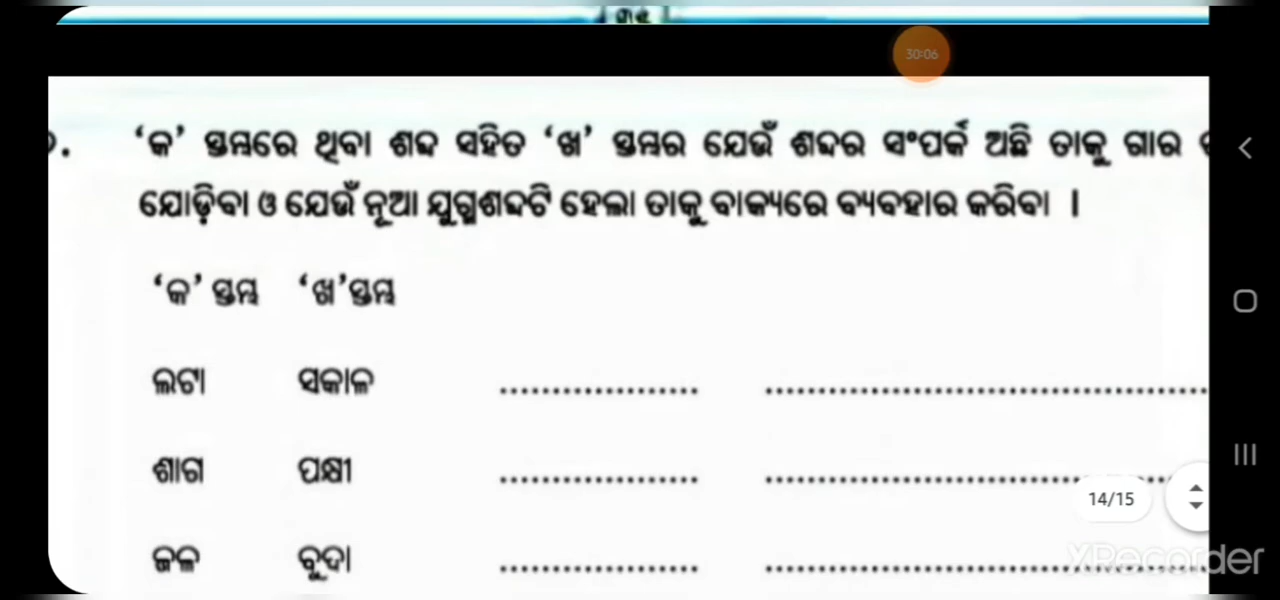 30:06
‘କ’ ସ୍ତମ୍ଭରେ ଥିବା ଶବ୍ଦ ସହିତ ‘ଖ’ ସ୍ତମ୍ଭର ଯେଉଁ ଶବ୍ଦର ସଂପର୍କ ଅଛି ତାକୁ ଗାର
ଯୋଡ଼ିବା ଓ ଯେଉଁ ନୂଆ ଯୁଗ୍ମଶବ୍ଦଟି ହେଲା ତାକୁ ବାକ୍ୟରେ ବ୍ୟବହାର କରିବା ।
‘କ’ ସ୍ତମ୍ଭ ‘ଖ’ସ୍ତମ୍ଭ
ଲଟା ସକାଳ ................... ...........................................
ଶାଗ ପକ୍ଷୀ ................... ...........................................
14/15
ଜଳ ବୁଦା ................... ...........................................
XRecorder